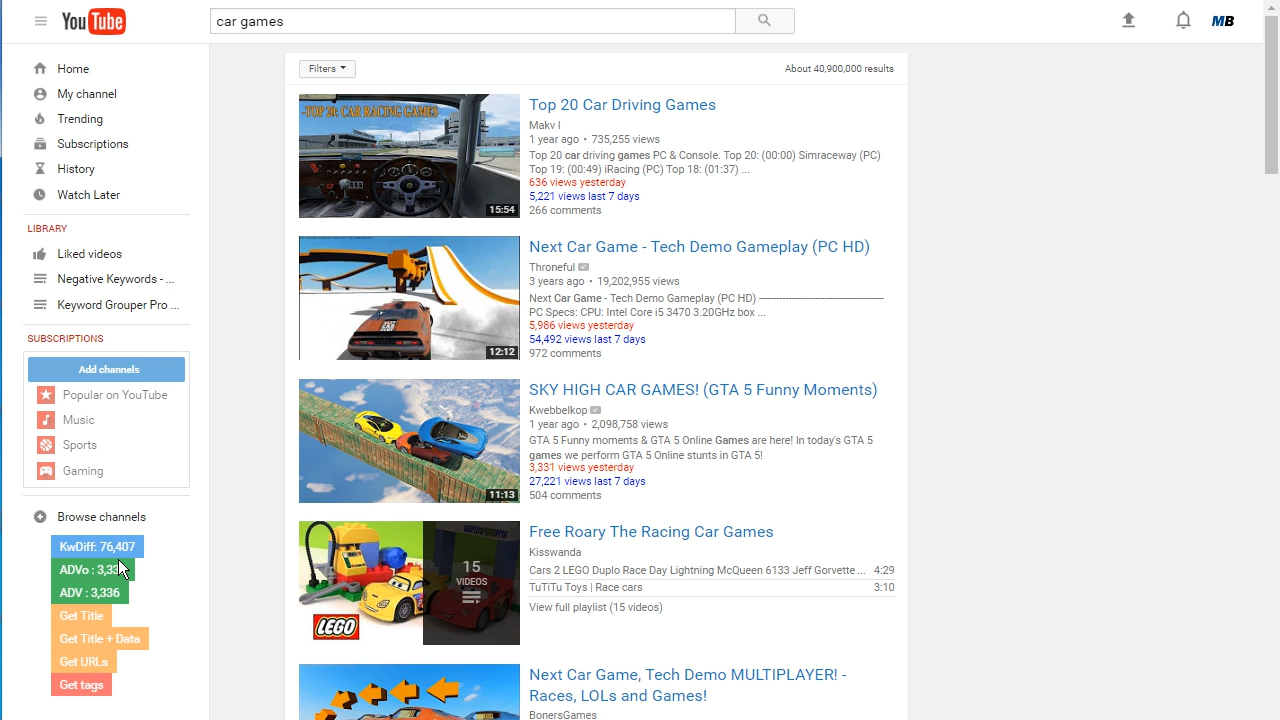 YouTube
car games
MB
Home
My channel
Trending
Subscriptions
History
Watch Later
LIBRARY
Liked videos
Negative Keywords - ...
Keyword Grouper Pro ...
SUBSCRIPTIONS
Add channels
Popular on YouTube
Music
Sports
Gaming
Browse channels
KwDiff: 76,407
ADVo : 3,33
ADV : 3,336
Get Title
Get Title + Data
Get URLs
Get tags
Filters
About 40,900,000 results
-TOP 20: CAR RACING GAMES
15:54
Top 20 Car Driving Games
Makv I
1 year ago • 735,255 views
Top 20 car driving games PC & Console. Top 20: (00:00) Simraceway (PC)
Top 19: (00:49) iRacing (PC) Top 18: (01:37) ...
636 views yesterday
5,221 views last 7 days
266 comments
12:12
Next Car Game - Tech Demo Gameplay (PC HD)
Throneful
3 years ago • 19,202,955 views
Next Car Game - Tech Demo Gameplay (PC HD)
PC Specs: CPU: Intel Core i5 3470 3.20GHz box ...
5,986 views yesterday
54,492 views last 7 days
972 comments
11:13
SKY HIGH CAR GAMES! (GTA 5 Funny Moments)
Kwebbelkop
1 year ago • 2,098,758 views
GTA 5 Funny moments & GTA 5 Online Games are here! In today's GTA 5
games we perform GTA 5 Online stunts in GTA 5!
3,331 views yesterday
27,221 views last 7 days
504 comments
LEGO
15
VIDEOS
Free Roary The Racing Car Games
Kisswanda
Cars 2 LEGO Duplo Race Day Lightning McQueen 6133 Jeff Gorvette ... 4:29
TuTiTu Toys | Race cars 3:10
View full playlist (15 videos)
Next Car Game, Tech Demo MULTIPLAYER! -
Races, LOLs and Games!
BonersGames